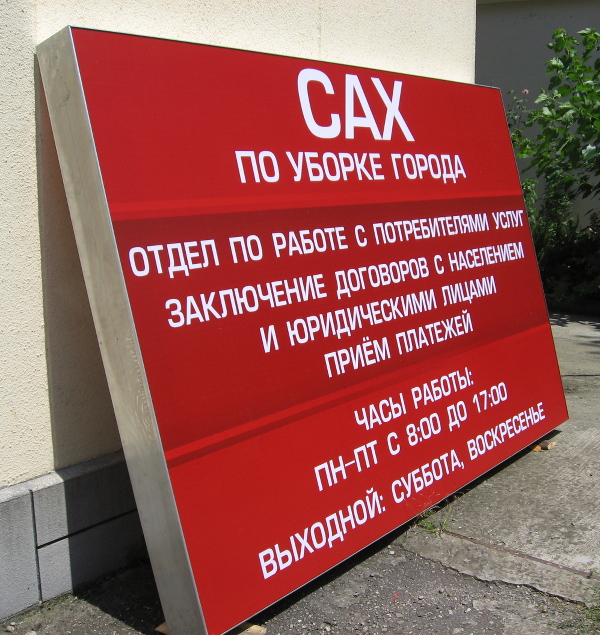 САХ
ПО УБОРКЕ ГОРОДА
ОТДЕЛ ПО РАБОТЕ С ПОТРЕБИТЕЛЯМИ УСЛУГ
ЗАКЛЮЧЕНИЕ ДОГОВОРОВ С НАСЕЛЕНИЕМ
И ЮРИДИЧЕСКИМИ ЛИЦАМИ
ПРИЁМ ПЛАТЕЖЕЙ
ЧАСЫ РАБОТЫ:
ПН-ПТ С 8:00 ДО 17:00
ВЫХОДНОЙ: СУББОТА, ВОСКРЕСЕНЬЕ